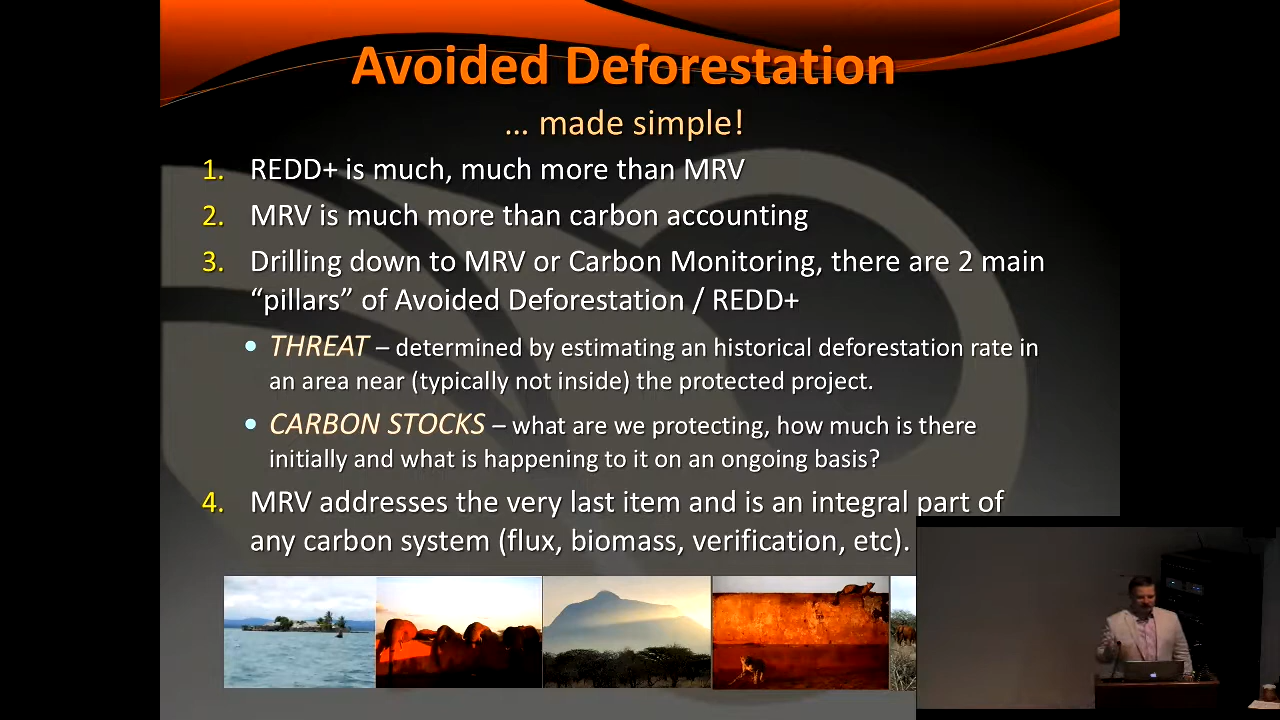 Avoided Deforestation
... made simple!
1. REDD+ is much, much more than MRV
2. MRV is much more than carbon accounting
3. Drilling down to MRV or Carbon Monitoring, there are 2 main
“pillars” of Avoided Deforestation / REDD+
• THREAT – determined by estimating an historical deforestation rate in
an area near (typically not inside) the protected project.
• CARBON STOCKS – what are we protecting, how much is there
initially and what is happening to it on an ongoing basis?
4. MRV addresses the very last item and is an integral part of
any carbon system (flux, biomass, verification, etc).